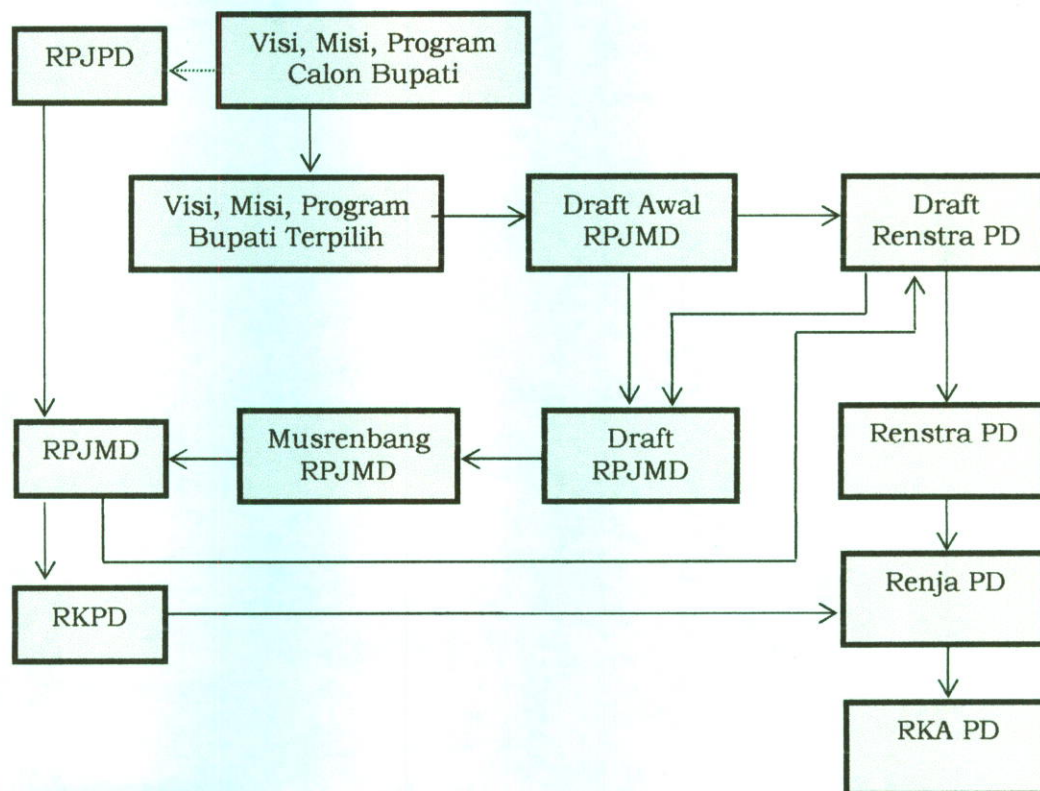 RPJPD
Visi, Misi, Program
Calon Bupati
Visi, Misi, Program
Bupati Terpilih
Draft Awal
RPJMD
Draft
Renstra PD
RPJMD
Musrenbang
RPJMD
Draft
RPJMD
Renstra PD
RKPD
Renja PD
RKA PD